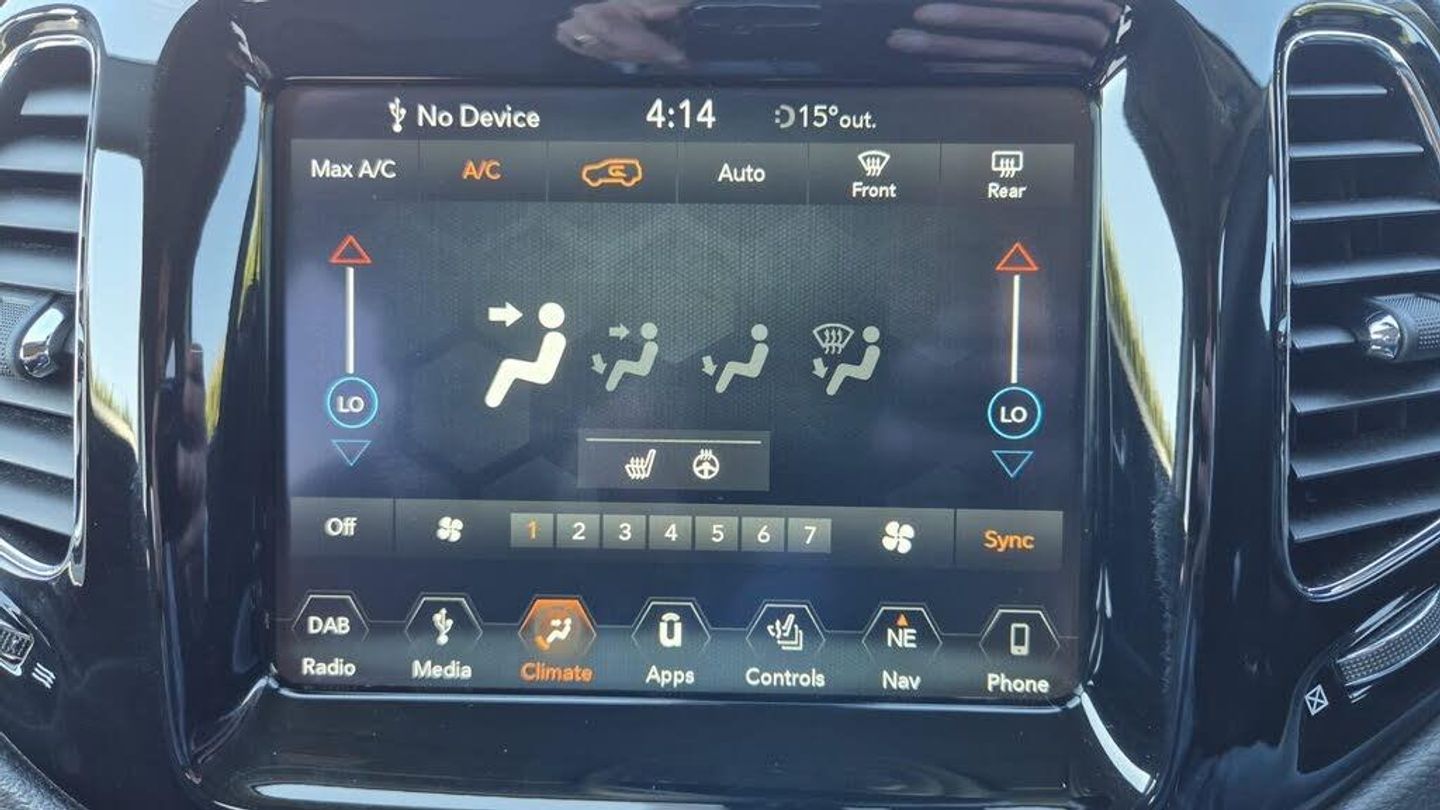 No Device 4:14 15° out.
Max A/C A/C Auto Front Rear
LO LO
Off 1 2 3 4 5 6 7 Sync
DAB NE
Radio Media Climate Apps Controls Nav Phone